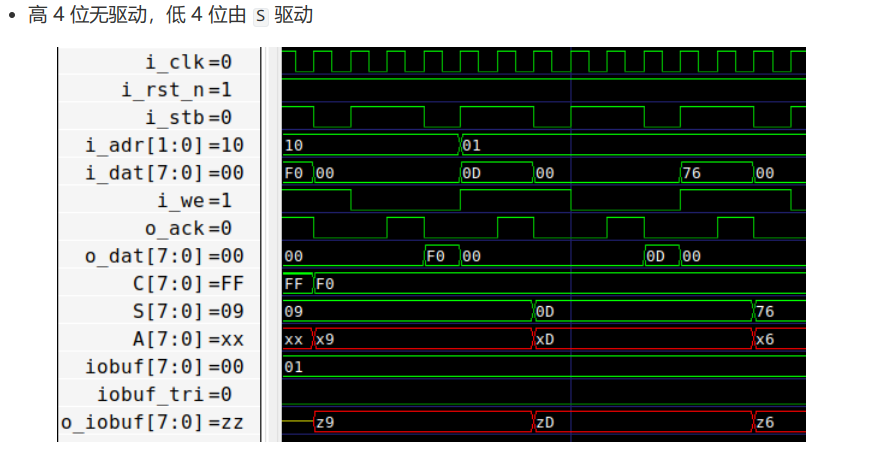 高 4 位无驱动，低 4 位由 S 驱动
i_clk=0
i_rst_n=1
i_stb=0
i_adr[1:0]=10 10 01
i_dat[7:0]=00 F0 00 0D 00 76 00
i_we=1
o_ack=0
o_dat[7:0]=00 00 F0 00 0D 00
C[7:0]=FF FF F0
S[7:0]=09 09 0D 76
A[7:0]=xx xx x9 xD x6
iobuf[7:0]=00 01
iobuf_tri=0
o_iobuf[7:0]=zz z9 zD z6